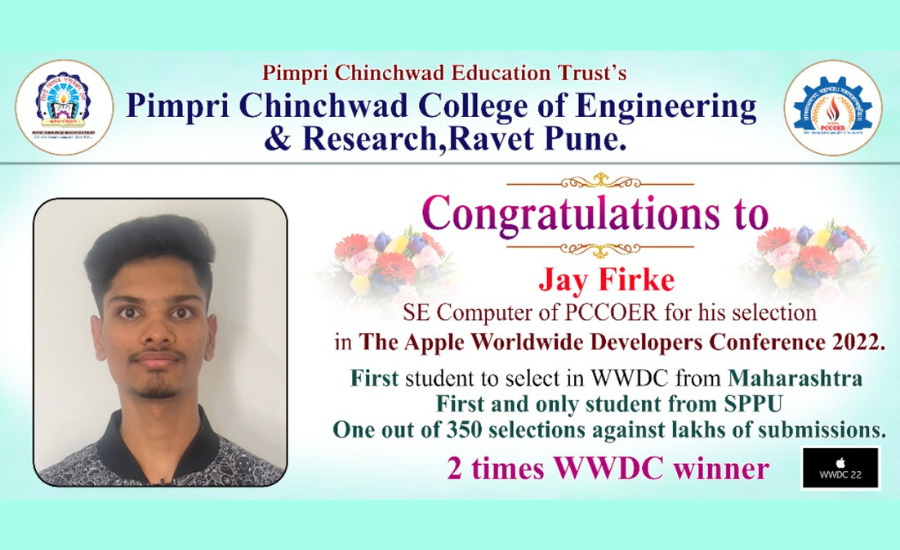 Pimpri Chinchwad Education Trust's
Pimpri Chinchwad College of Engineering
& Research,Ravet Pune.
PCCOER
Congratulations to
Jay Firke
SE Computer of PCCOER for his selection
in The Apple Worldwide Developers Conference 2022.
First student to select in WWDC from Maharashtra
First and only student from SPPU
One out of 350 selections against lakhs of submissions.
2 times WWDC winner
WWDC 22